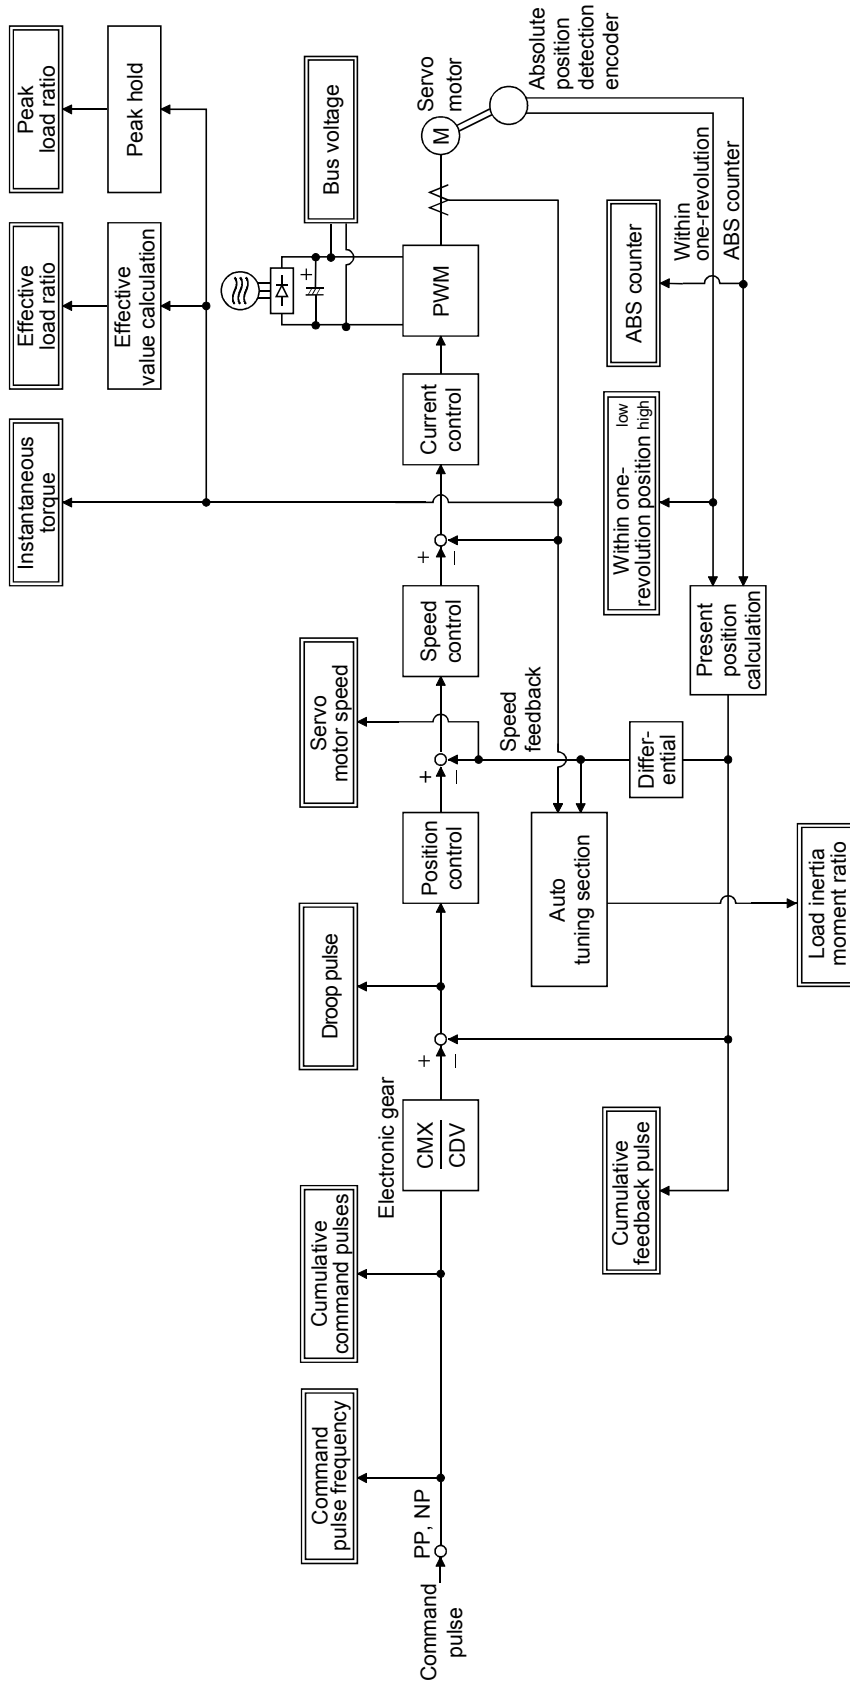 Instantaneous
torque
Effective
load ratio
Peak
load ratio
Effective
value calculation
Peak hold
Command
pulse frequency
Cumulative
command pulses
Droop pulse
Servo
motor speed
Bus voltage
Command
pulse
PP, NP
Electronic gear
CMX
CDV
+
−
Position
control
+
−
Speed
control
+
−
Current
control
PWM
+
M
Servo
motor
Absolute
position
detection
encoder
Speed
feedback
Auto
tuning section
Differ-
ential
Cumulative
feedback pulse
Within one-
revolution position
low
high
ABS counter
Within
one-revolution
ABS counter
Present
position
calculation
Load inertia
moment ratio